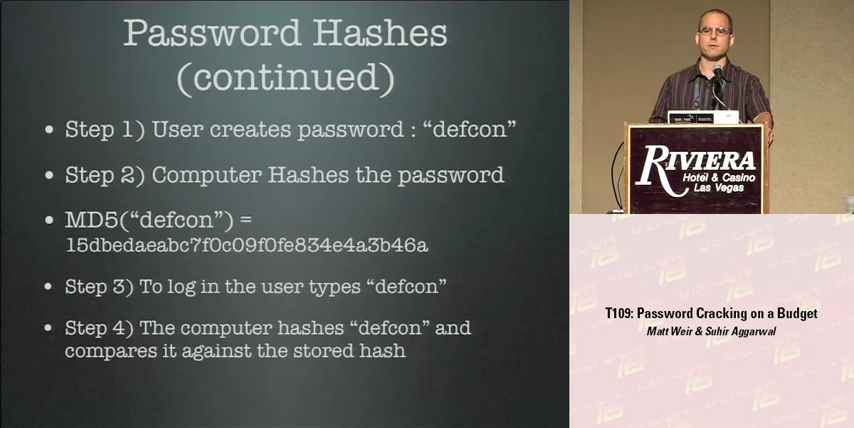 Password Hashes
(continued)
• Step 1) User creates password : “defcon”
• Step 2) Computer Hashes the password
• MD5(“defcon”) =
15dbedaeabc7f0c09f0fe834e4a3b46a
• Step 3) To log in the user types “defcon”
• Step 4) The computer hashes “defcon” and
compares it against the stored hash
RIVIERA
Hotel & Casino
Las Vegas
T109: Password Cracking on a Budget
Matt Weir & Suhir Aggarwal